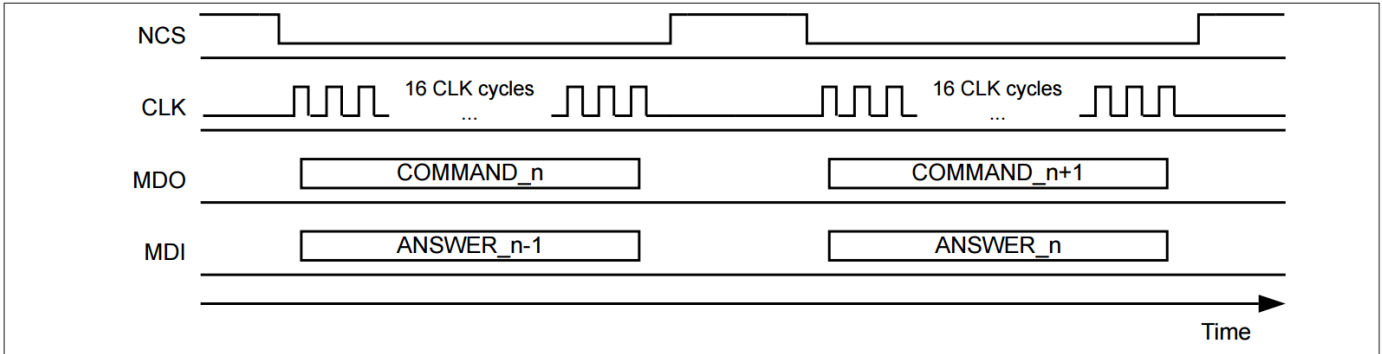 NCS
CLK
16 CLK cycles
...
16 CLK cycles
...
MDO
COMMAND_n
COMMAND_n+1
MDI
ANSWER_n-1
ANSWER_n
Time